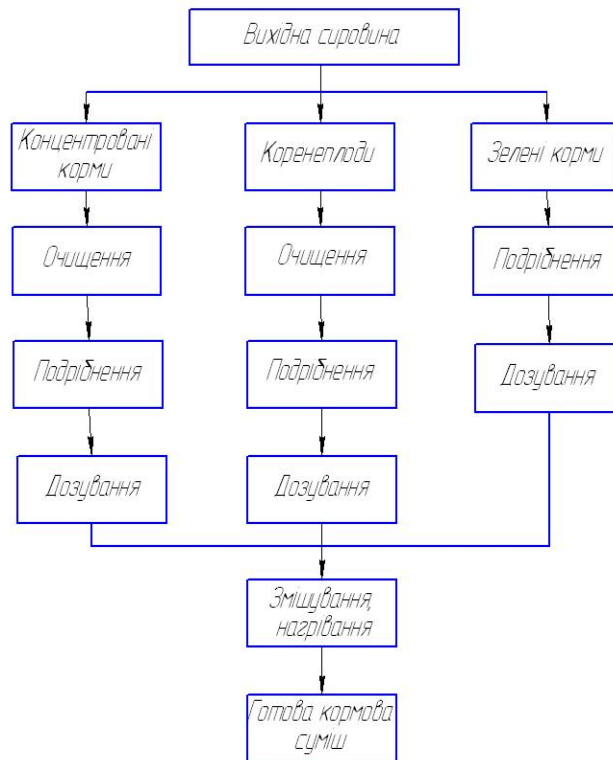 Вихідна сировина
Концентровані
корми
Коренеплоди
Зелені корми
Очищення
Очищення
Подрібнення
Подрібнення
Подрібнення
Дозування
Дозування
Дозування
Змішування,
нагрівання
Готова кормова
суміш